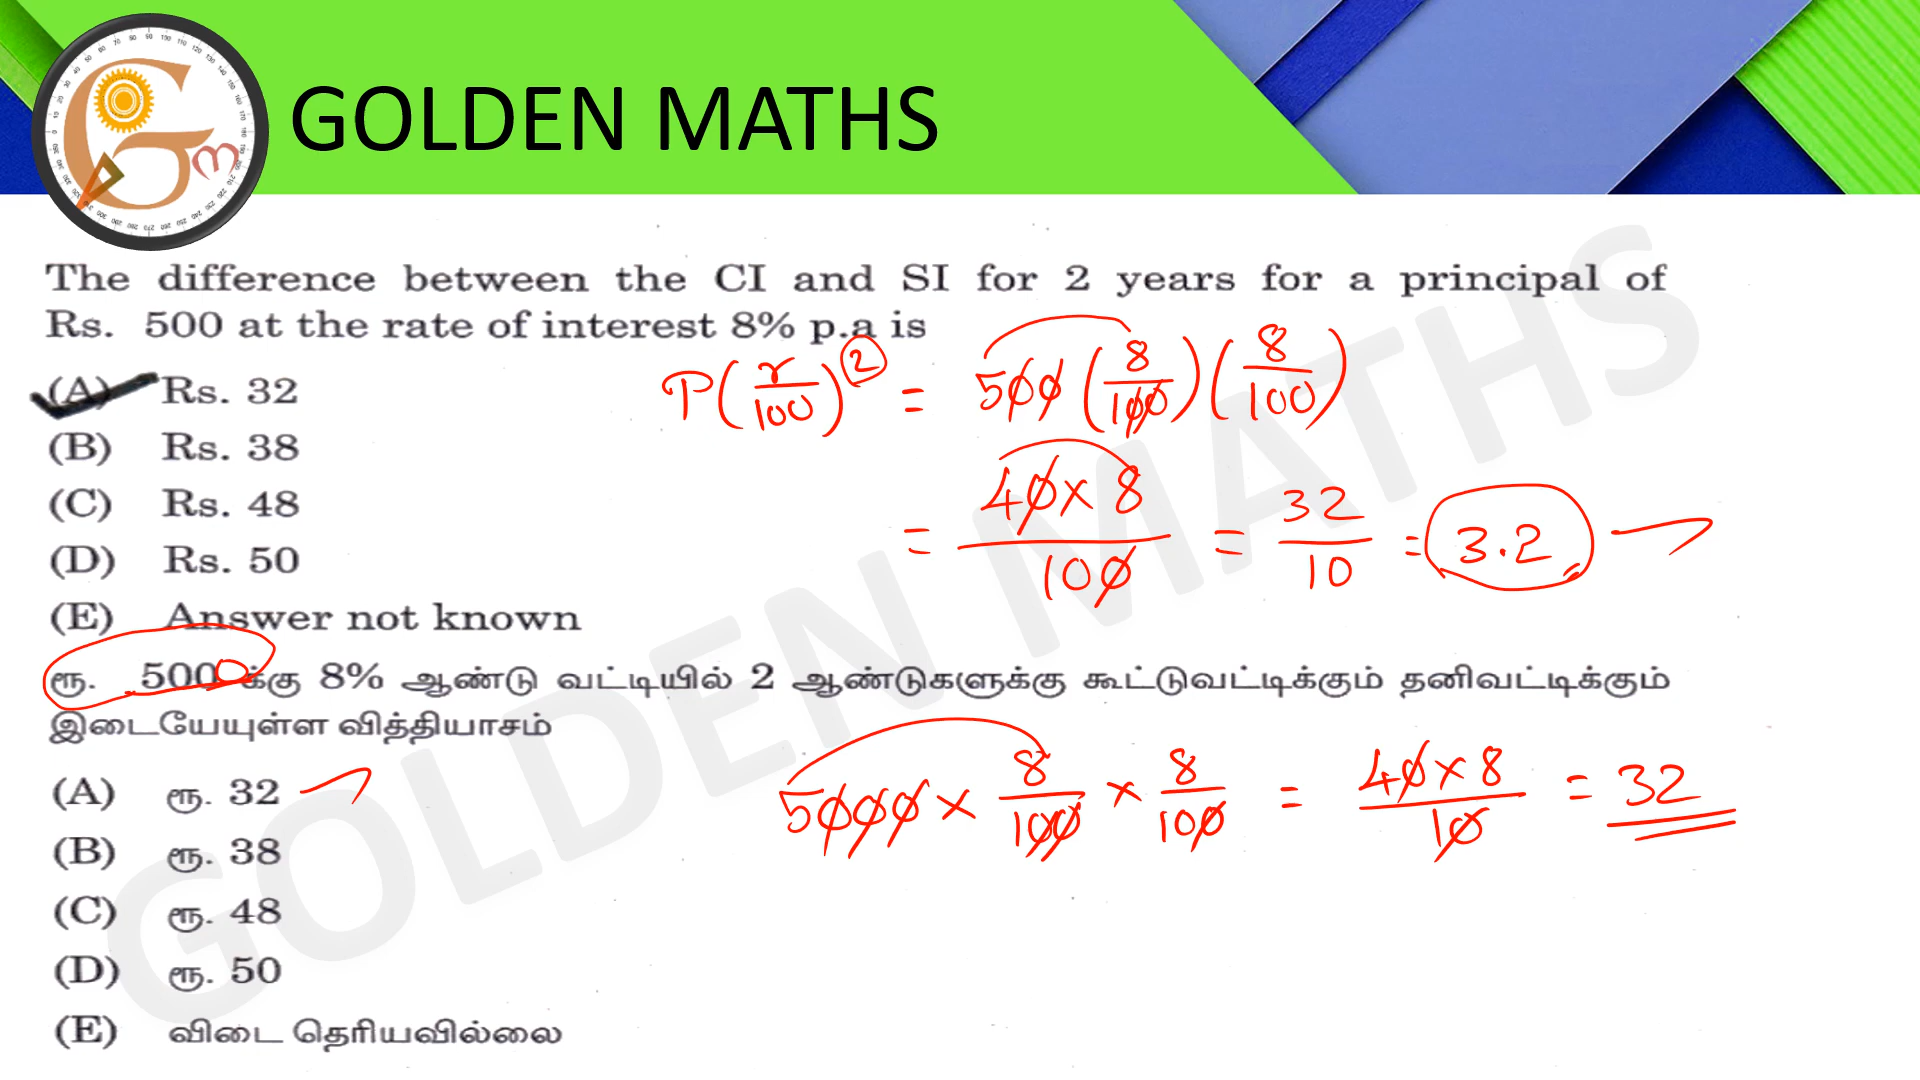 GOLDEN MATHS
The difference between the CI and SI for 2 years for a principal of
Rs. 500 at the rate of interest 8% p.a is
(A) Rs. 32
(B) Rs. 38
(C) Rs. 48
(D) Rs. 50
(E) Answer not known
P(r/100)^2 = 500 (8/100) (8/100)
= 40 x 8/100 = 32/10 = 3.2
ரூ. 5000க்கு 8% ஆண்டு வட்டியில் 2 ஆண்டுகளுக்கு கூட்டுவட்டிக்கும் தனிவட்டிக்கும்
இடையேயுள்ள வித்தியாசம்
(A) ரூ. 32
(B) ரூ. 38
(C) ரூ. 48
(D) ரூ. 50
(E) விடை தெரியவில்லை
5000 x 8/100 x 8/100 = 40 x 8/10 = 32
GOLDEN MATHS